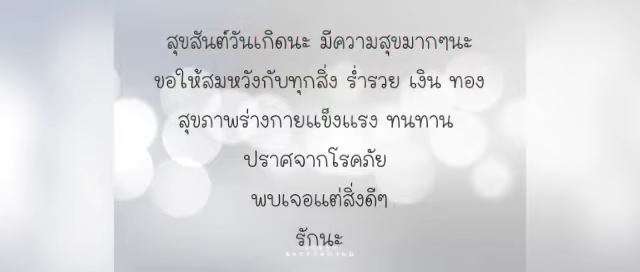 สุขสันต์วันเกิดนะ มีความสุขมากๆนะ
ขอให้สมหวังกับทุกสิ่ง ร่ำรวย เงิน ทอง
สุขภาพร่างกายแข็งแรง ทนทาน
ปราศจากโรคภัย
พบเจอแต่สิ่งดีๆ
รักนะ